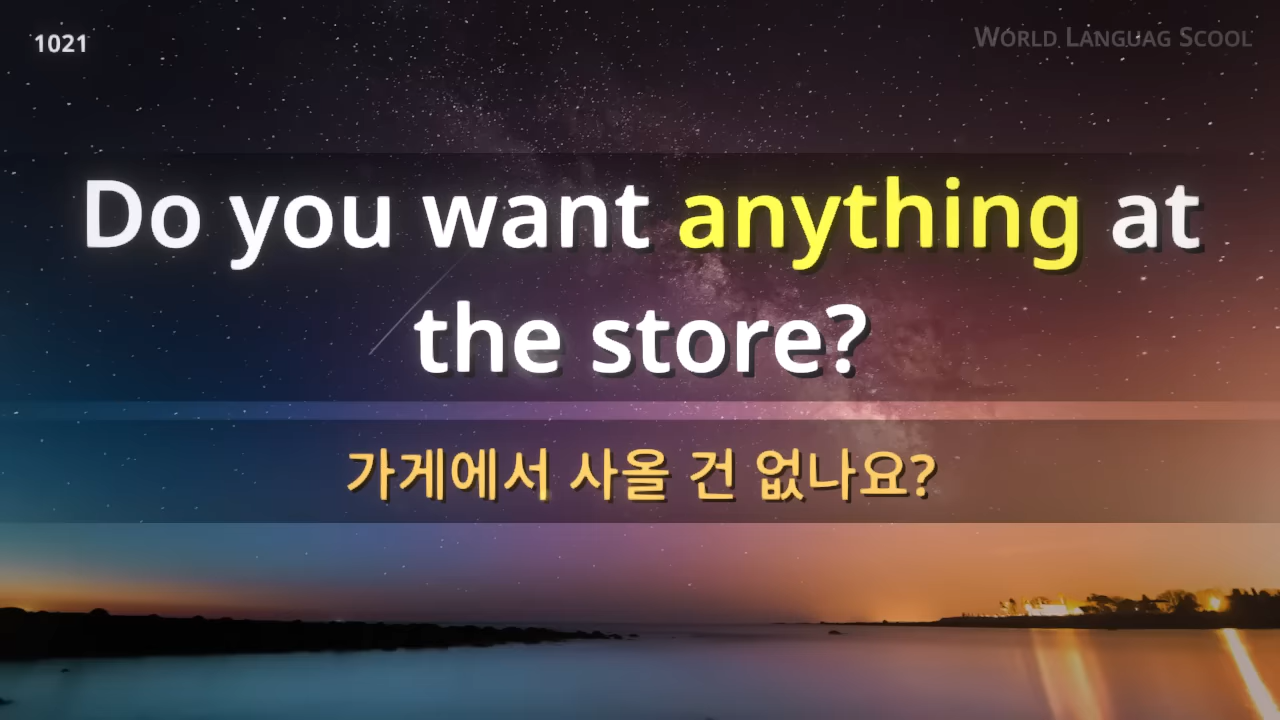 1021
World Languag Scool
Do you want anything at
the store?
가게에서 사올 건 없나요?